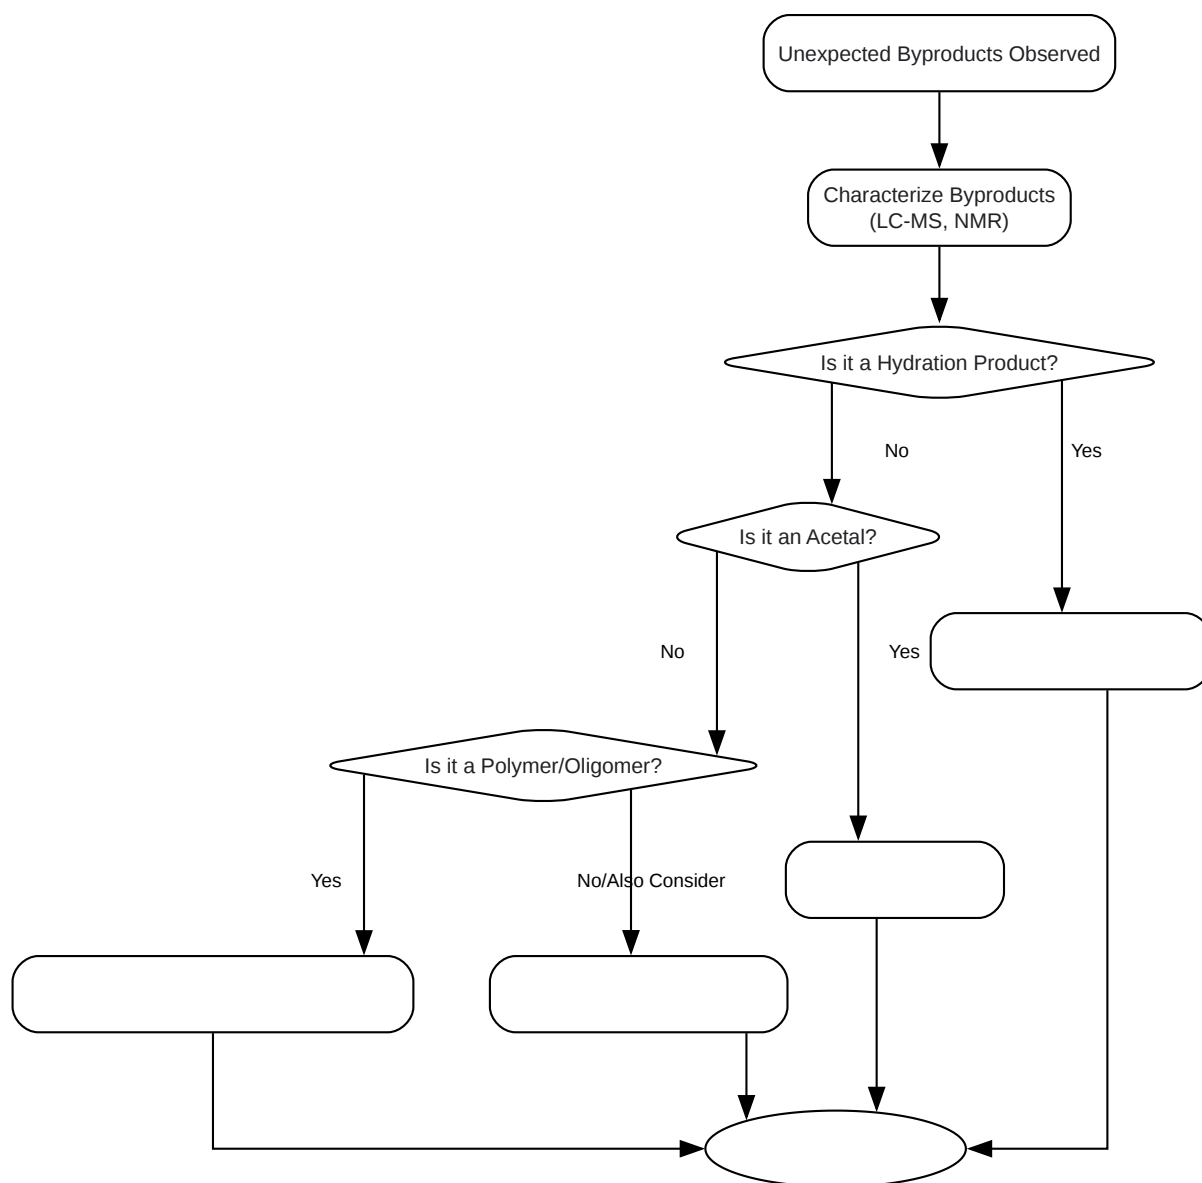 Unexpected Byproducts Observed
Characterize Byproducts
(LC-MS, NMR)
Is it a Hydration Product?
No
Yes
Is it an Acetal?
No
Yes
Is it a Polymer/Oligomer?
Yes
No/Also Consider